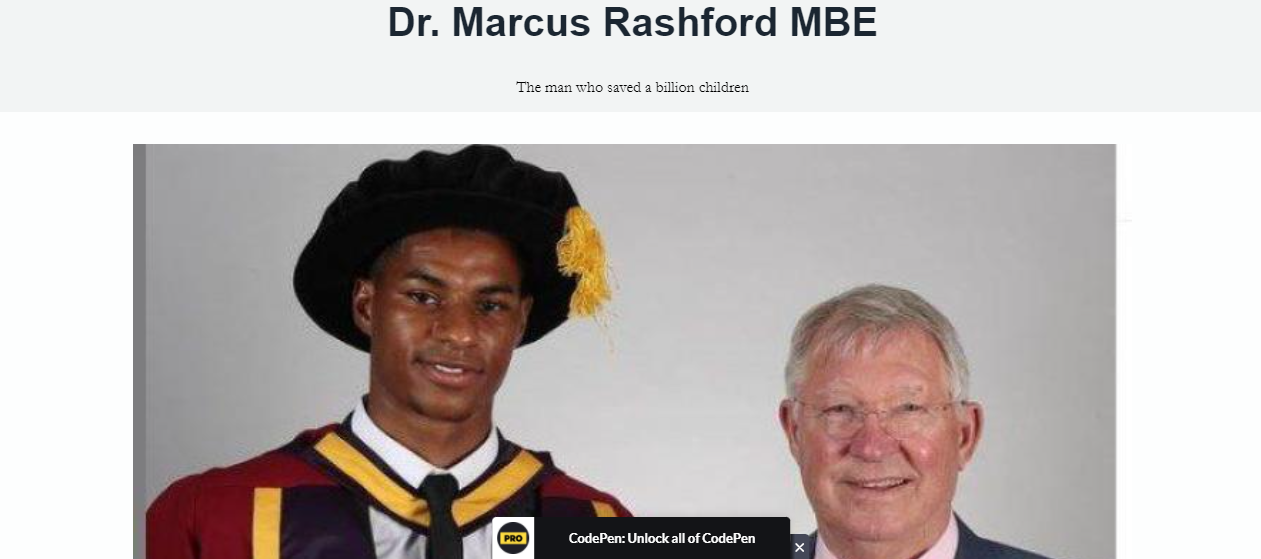 Dr. Marcus Rashford MBE
The man who saved a billion children
PRO
CodePen: Unlock all of CodePen
×